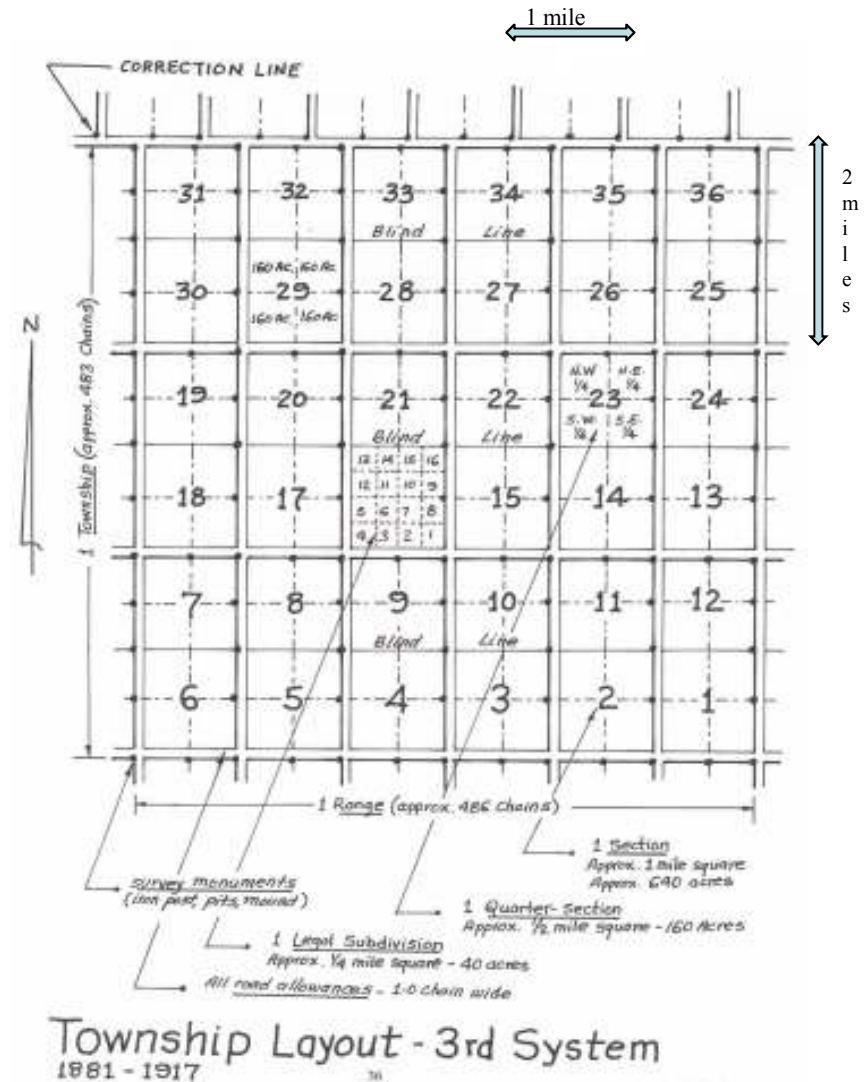 1 mile
CORRECTION LINE
2 miles
31 32 33 34 35 36
Blind Line
160 Ac. 160 Ac.
30 29 28 27 26 25
160 Ac. 160 Ac.
N
1 Township (approx. 483 Chains)
N.W. 1/4 N.E. 1/4
19 20 21 22 23 24
S.W. 1/4 S.E. 1/4
Blind Line
13 14 15 16
12 11 10 9
18 17 15 14 13
5 6 7 8
4 3 2 1
7 8 9 10 11 12
Blind Line
6 5 4 3 2 1
1 Range (approx. 486 chains)
1 Section
Approx. 1 mile square
Approx. 640 acres
survey monuments
(iron post, pits, mound)
1 Quarter-Section
Approx. 1/2 mile square - 160 Acres
1 Legal Subdivision
Approx. 1/4 mile square - 40 acres
All road allowances - 1.0 chain wide
Township Layout - 3rd System
1881 - 1917
36